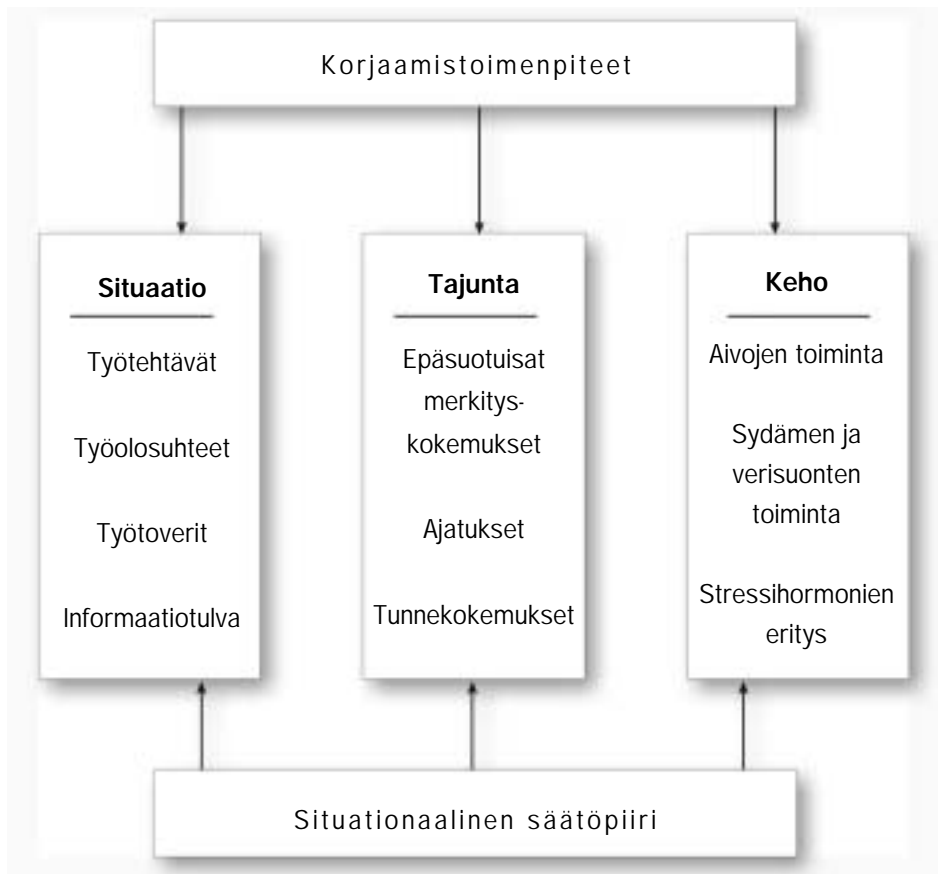 Korjaamistoimenpiteet
Situaatio
Työtehtävät
Työolosuhteet
Työtoverit
Informaatiotulva
Tajunta
Epäsuotuisat
merkitys-
kokemukset
Ajatukset
Tunnekokemukset
Keho
Aivojen toiminta
Sydämen ja
verisuonten
toiminta
Stressihormonien
eritys
Situationaalinen säätöpiiri